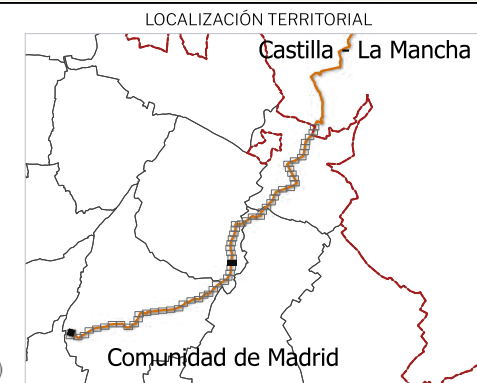 LOCALIZACIÓN TERRITORIAL
Castilla - La Mancha
Comunidad de Madrid